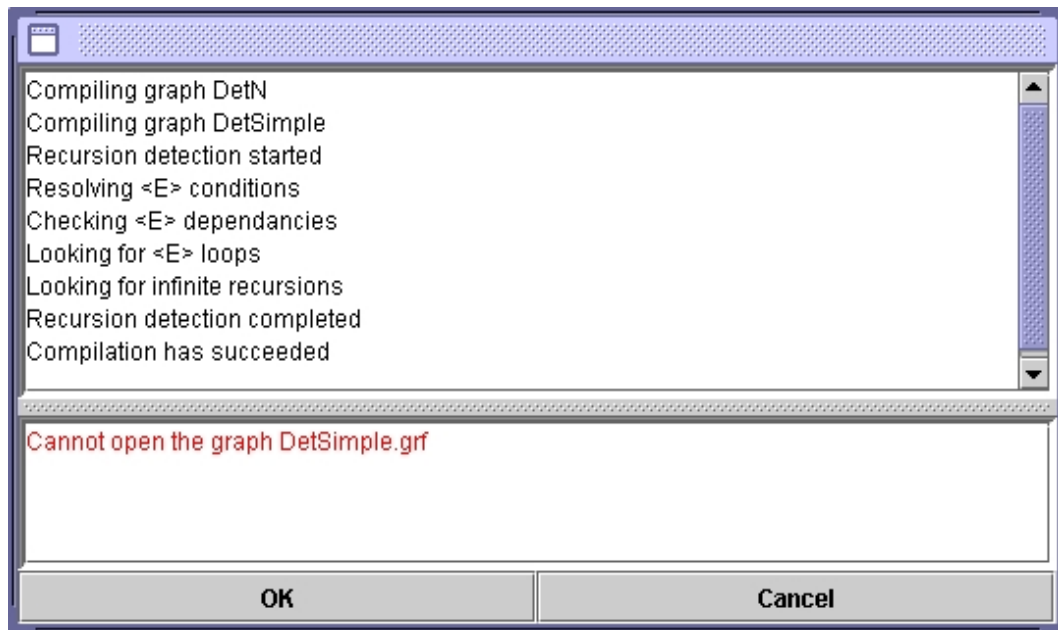 Compiling graph DetN
Compiling graph DetSimple
Recursion detection started
Resolving <E> conditions
Checking <E> dependancies
Looking for <E> loops
Looking for infinite recursions
Recursion detection completed
Compilation has succeeded
Cannot open the graph DetSimple.grf
OK
Cancel